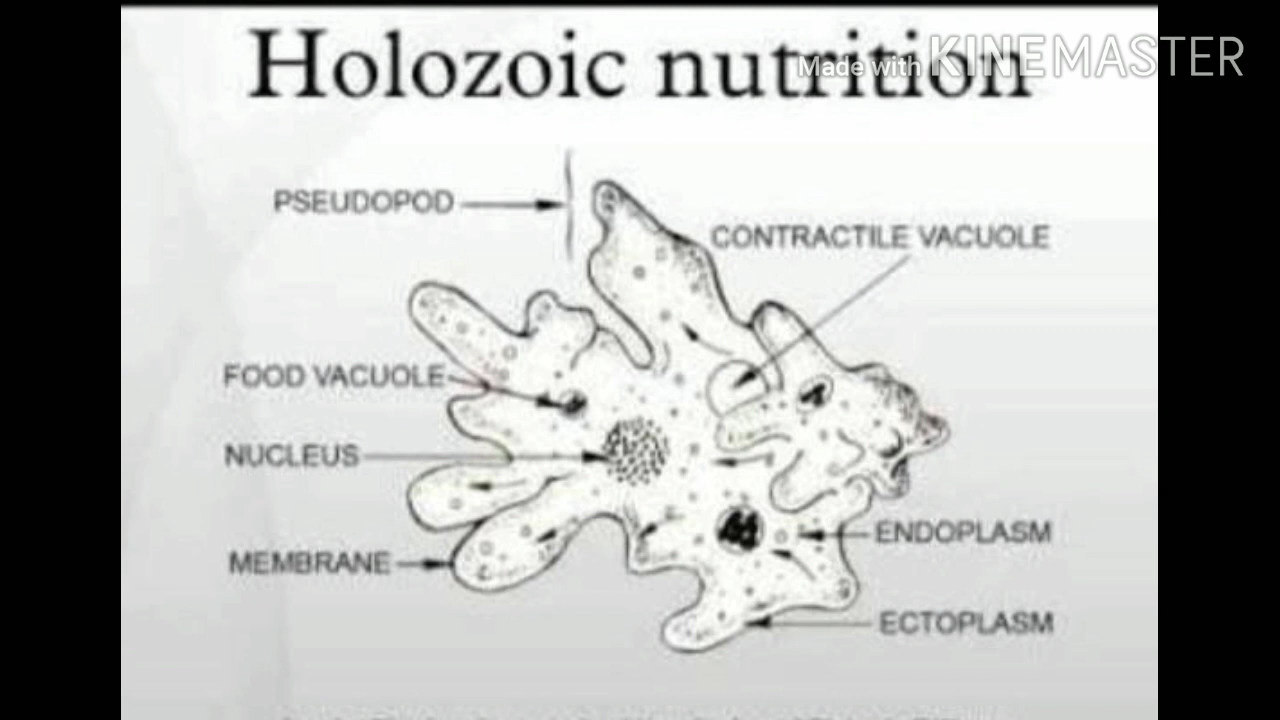 Holozoic nutrition
Made with KINEMASTER
PSEUDOPOD
CONTRACTILE VACUOLE
FOOD VACUOLE
NUCLEUS
MEMBRANE
ENDOPLASM
ECTOPLASM